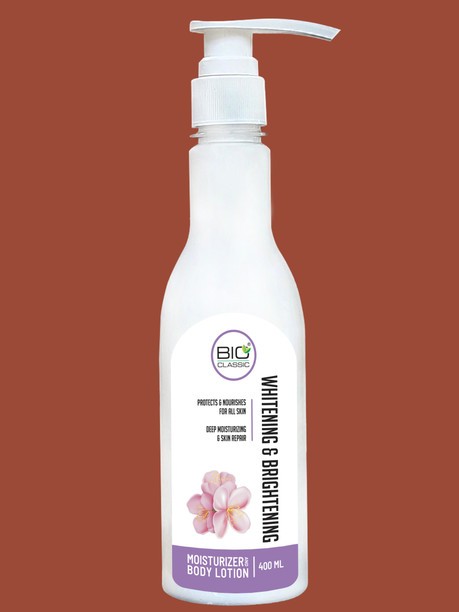 BIO
CLASSIC
WHITENING & BRIGHTENING
PROTECTS & NOURISHES
FOR ALL SKIN
DEEP MOISTURIZING
& SKIN REPAIR
MOISTURIZER
BODY LOTION
400 ML